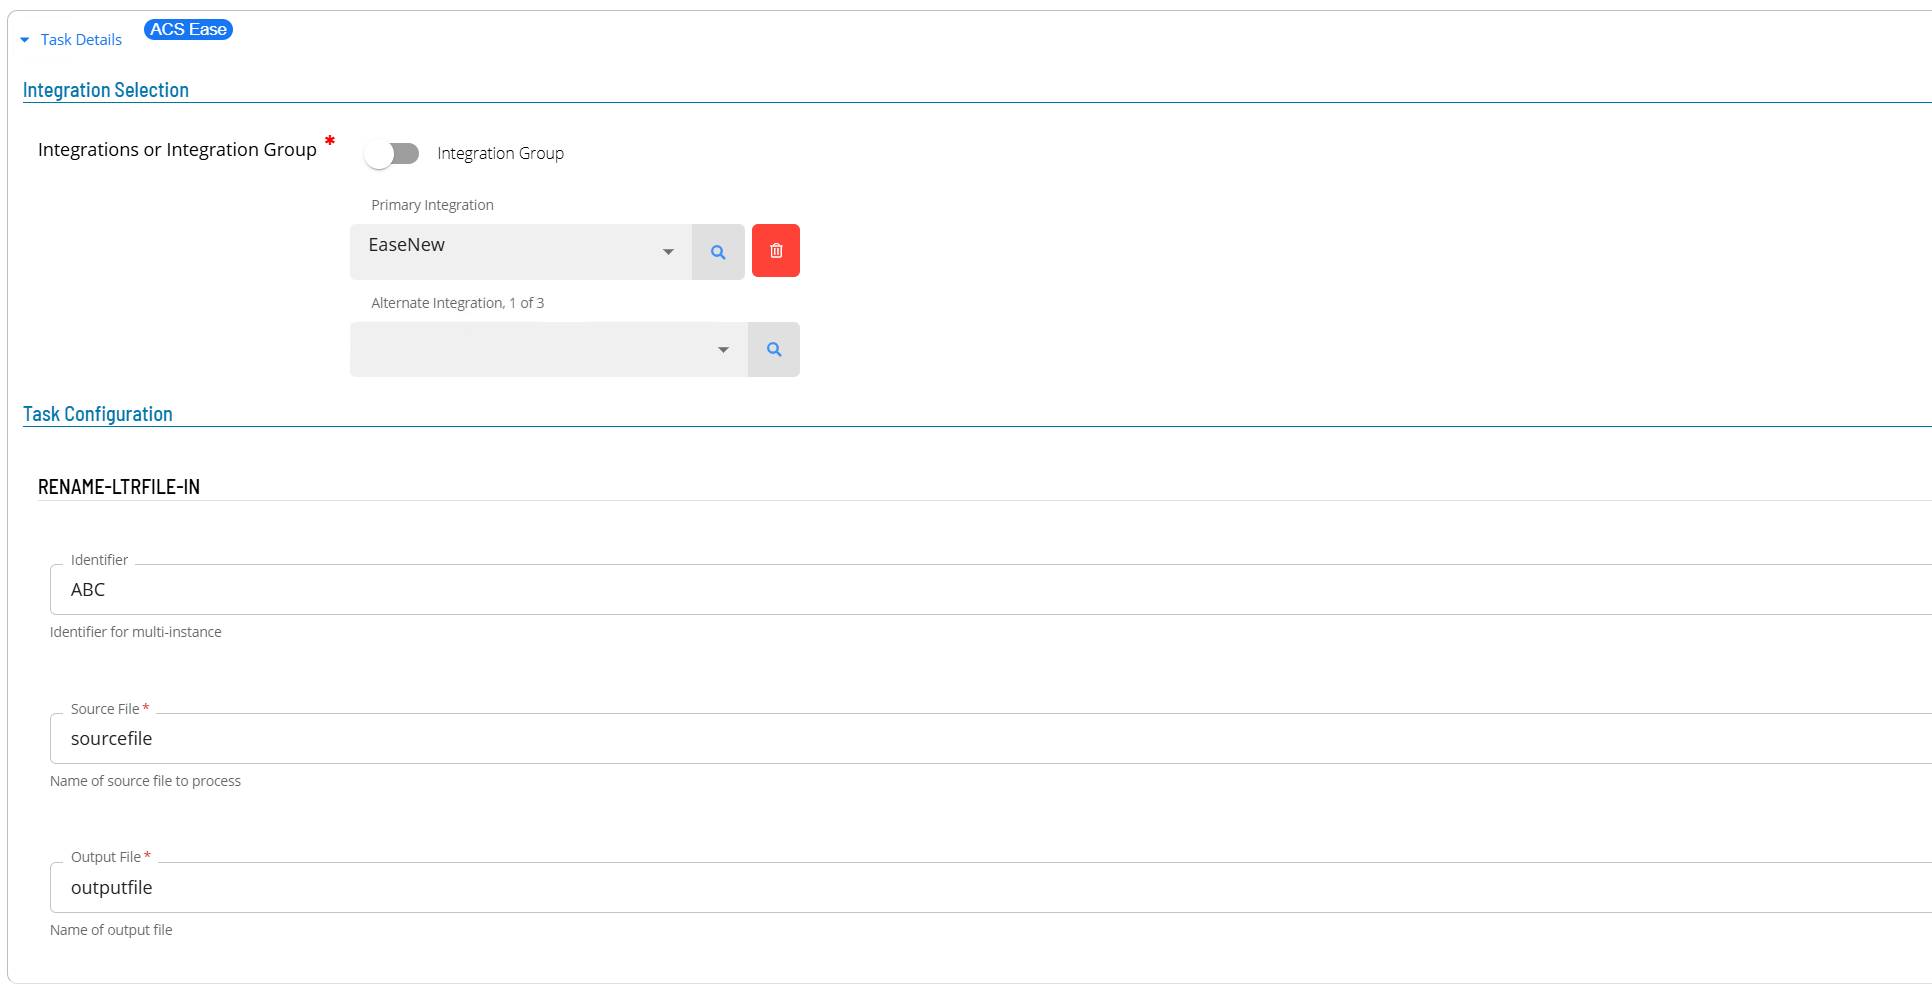 Task Details
ACS Ease
Integration Selection
Integrations or Integration Group *
Integration Group
Primary Integration
EaseNew
Alternate Integration, 1 of 3
Task Configuration
RENAME-LTRFILE-IN
Identifier
ABC
Identifier for multi-instance
Source File *
sourcefile
Name of source file to process
Output File *
outputfile
Name of output file